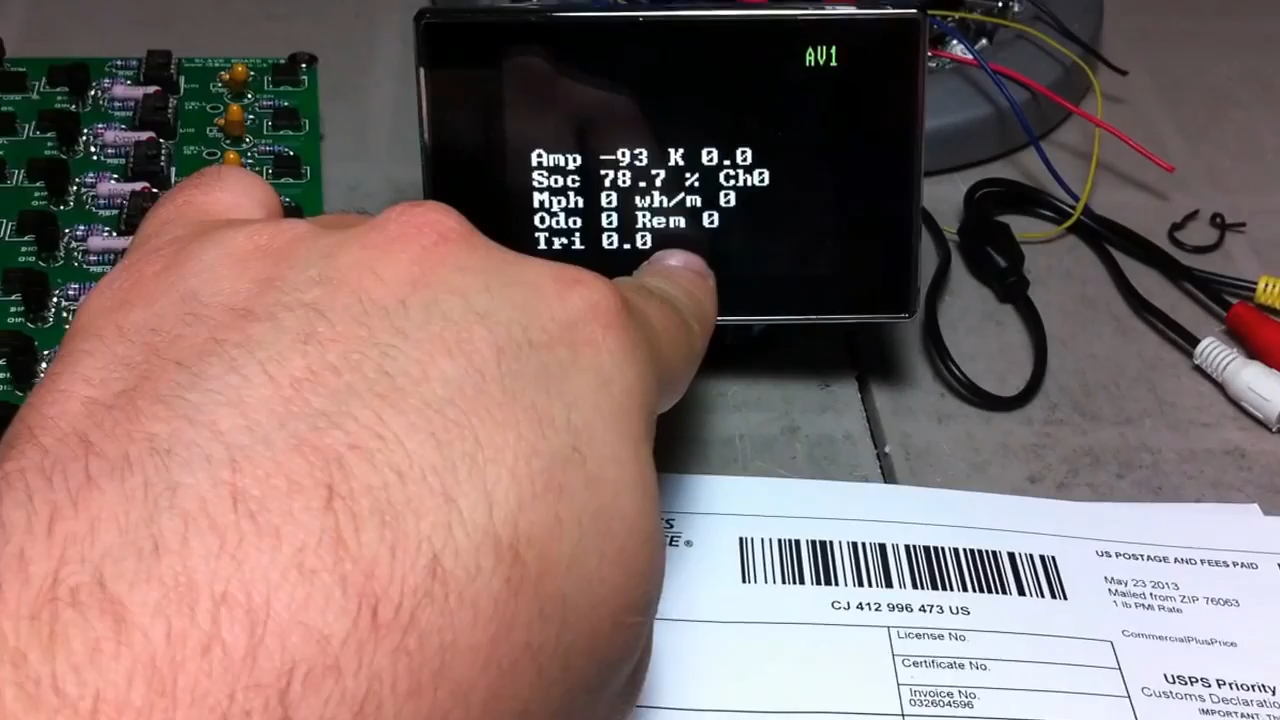 AV1
Amp -93 K 0.0
Soc 78.7 % Ch0
Mph 0 wh/m 0
Odo 0 Rem 0
Tri 0.0
CJ 412 996 473 US
US POSTAGE AND FEES PAID
May 23 2013
Mailed from ZIP 76063
1 lb PMI Rate
CommercialPlusPrice
License No.
Certificate No.
Invoice No.
032604596
USPS Priority
Customs Declaration
IMPORTANT: